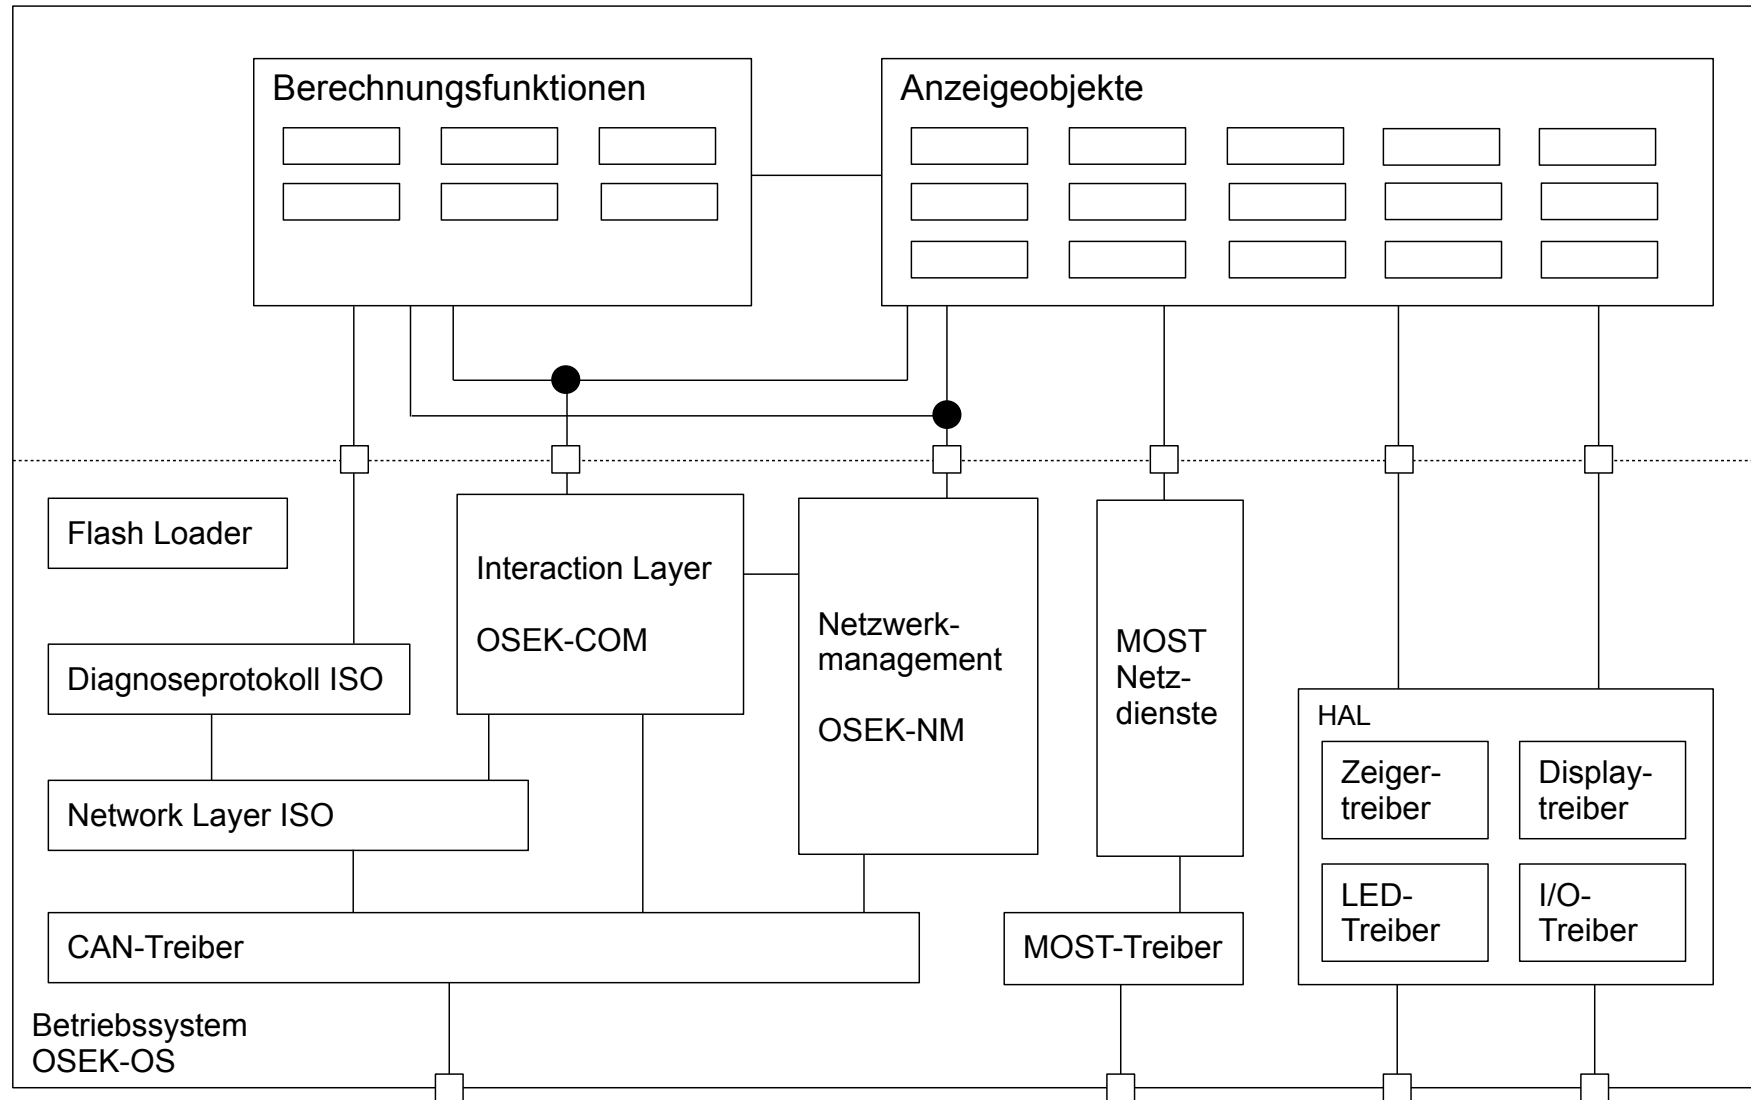 Berechnungsfunktionen
Anzeigeobjekte
Flash Loader
Interaction Layer
OSEK-COM
Netzwerk-
management
OSEK-NM
MOST
Netz-
dienste
Diagnoseprotokoll ISO
HAL
Zeiger-
treiber
Display-
treiber
Network Layer ISO
LED-
Treiber
I/O-
Treiber
CAN-Treiber
MOST-Treiber
Betriebssystem
OSEK-OS